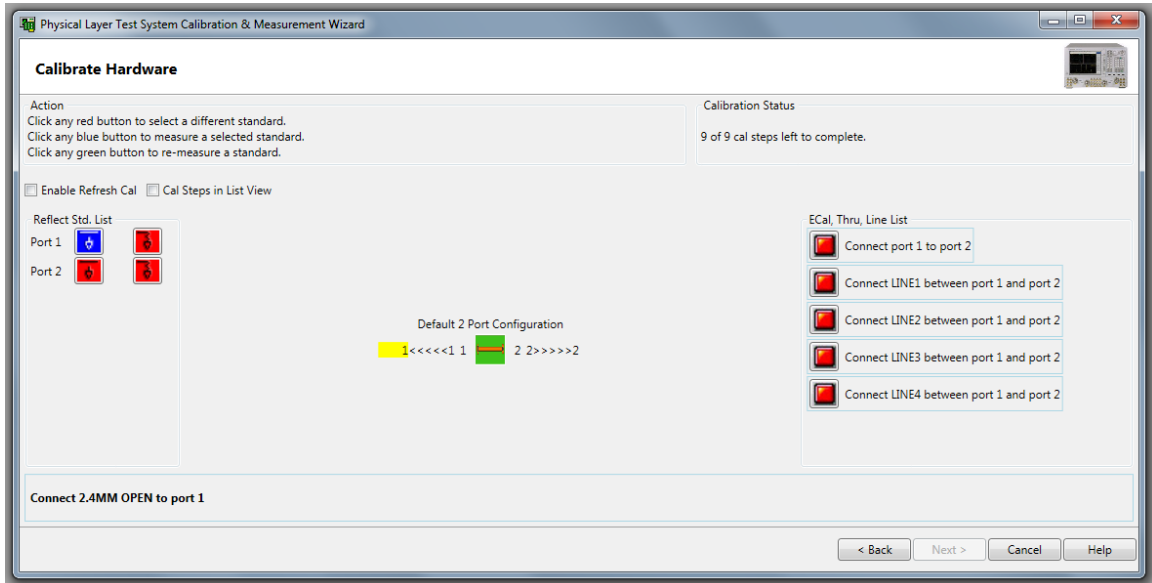 Physical Layer Test System Calibration & Measurement Wizard
Calibrate Hardware
Action
Click any red button to select a different standard.
Click any blue button to measure a selected standard.
Click any green button to re-measure a standard.
Calibration Status
9 of 9 cal steps left to complete.
Enable Refresh Cal
Cal Steps in List View
Reflect Std. List
Port 1
Port 2
Default 2 Port Configuration
1<<<<<1 1 2 2>>>>>2
ECal, Thru, Line List
Connect port 1 to port 2
Connect LINE1 between port 1 and port 2
Connect LINE2 between port 1 and port 2
Connect LINE3 between port 1 and port 2
Connect LINE4 between port 1 and port 2
Connect 2.4MM OPEN to port 1
< Back
Next >
Cancel
Help